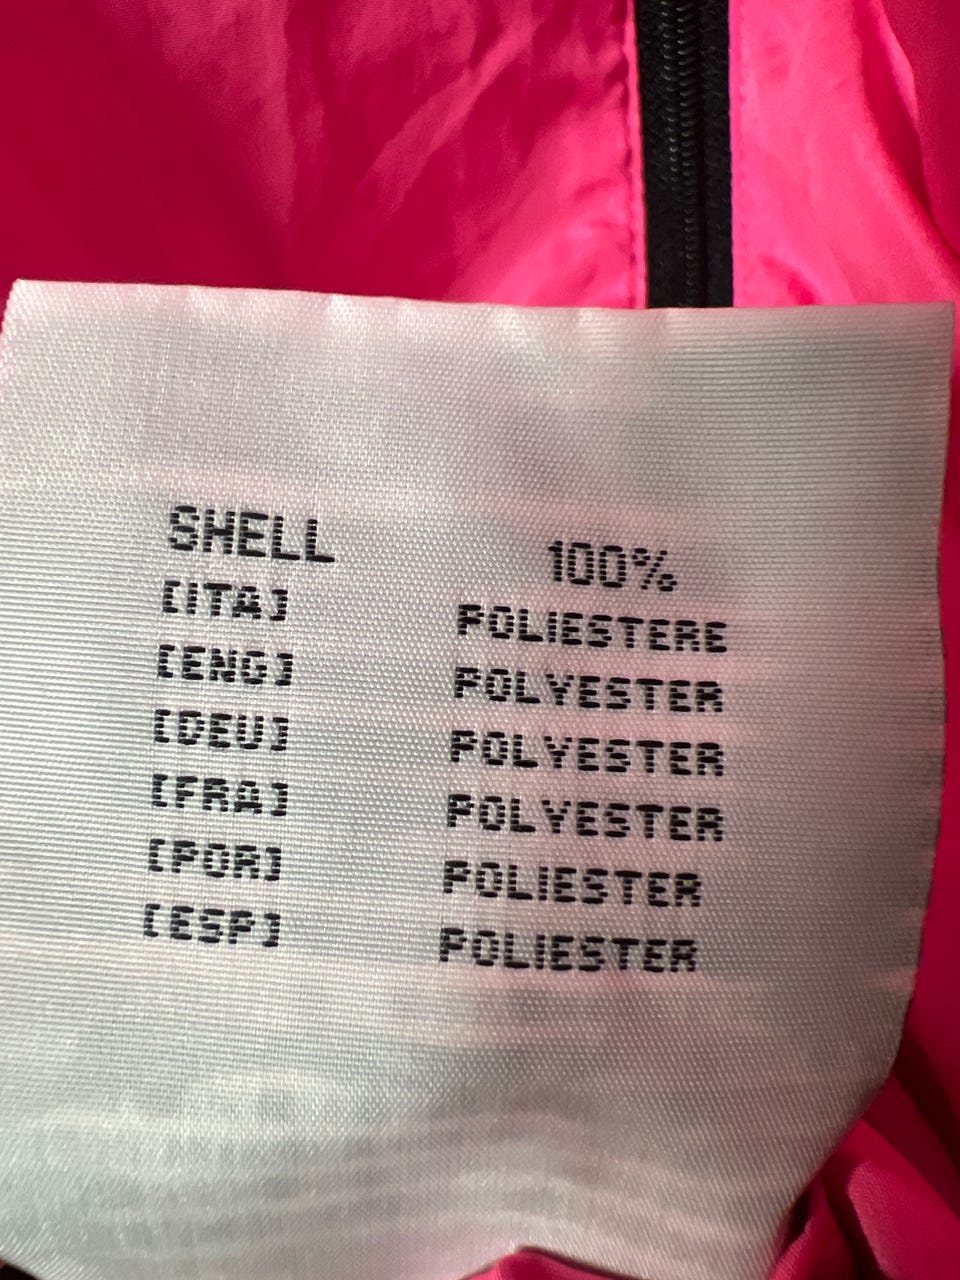 SHELL 100%
[ITA] POLIESTERE
[ENG] POLYESTER
[DEU] POLYESTER
[FRA] POLYESTER
[POR] POLIESTER
[ESP] POLIESTER